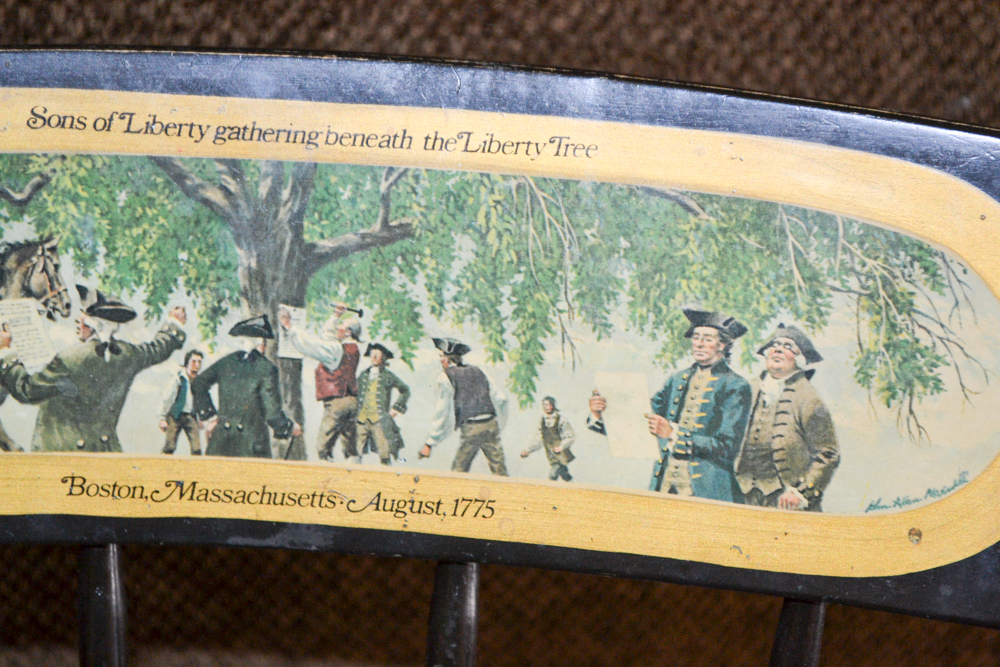 Sons of Liberty gathering beneath the Liberty Tree
Boston, Massachusetts · August, 1775